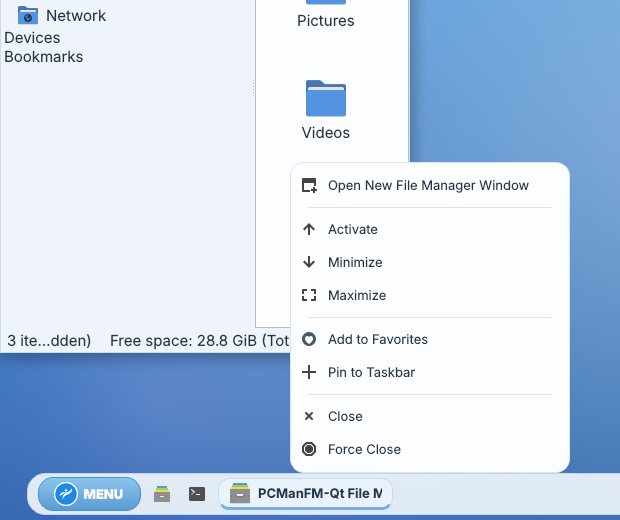 Network
Devices
Bookmarks
Pictures
Videos
3 ite...dden) Free space: 28.8 GiB (Tot
Open New File Manager Window
Activate
Minimize
Maximize
Add to Favorites
Pin to Taskbar
Close
Force Close
MENU
PCManFM-Qt File M